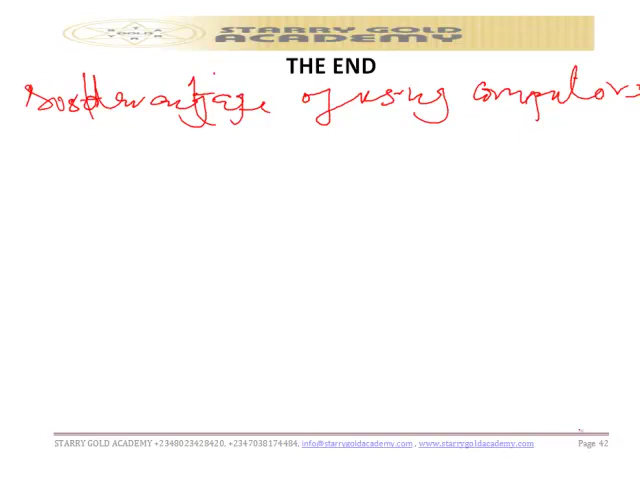 STARRY GOLD
ACADEMY
THE END
of using computers
STARRY GOLD ACADEMY +2348023428420, +2347038174484, info@starrygoldacademy.com , www.starrygoldacademy.com
Page 42